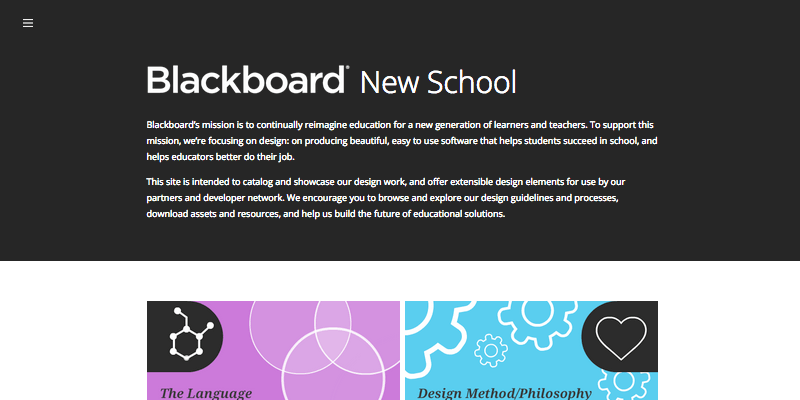 Blackboard® New School
Blackboard's mission is to continually reimagine education for a new generation of learners and teachers. To support this
mission, we're focusing on design: on producing beautiful, easy to use software that helps students succeed in school, and
helps educators better do their job.
This site is intended to catalog and showcase our design work, and offer extensible design elements for use by our
partners and developer network. We encourage you to browse and explore our design guidelines and processes,
download assets and resources, and help us build the future of educational solutions.
The Language
Design Method/Philosophy